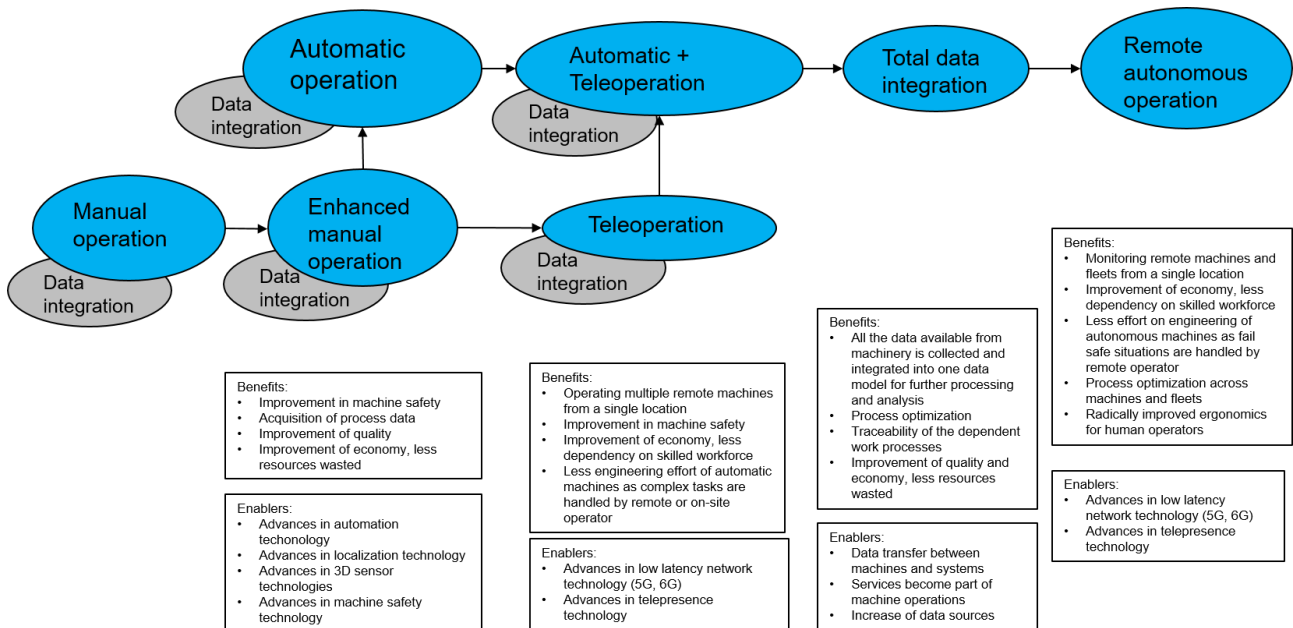 Automatic
operation
Data
integration
Automatic +
Teleoperation
Data
integration
Total data
integration
Remote
autonomous
operation
Manual
operation
Data
integration
Enhanced
manual
operation
Data
integration
Teleoperation
Data
integration
Benefits:
• Improvement in machine safety
• Acquisition of process data
• Improvement of quality
• Improvement of economy, less
resources wasted
Enablers:
• Advances in automation
techonology
• Advances in localization technology
• Advances in 3D sensor
technologies
• Advances in machine safety
technology
Benefits:
• Operating multiple remote machines
from a single location
• Improvement in machine safety
• Improvement of economy, less
dependency on skilled workforce
• Less engineering effort of automatic
machines as complex tasks are
handled by remote or on-site
operator
Enablers:
• Advances in low latency network
technology (5G, 6G)
• Advances in telepresence
technology
Benefits:
• All the data available from
machinery is collected and
integrated into one data
model for further processing
and analysis
• Process optimization
• Traceability of the dependent
work processes
• Improvement of quality and
economy, less resources
wasted
Enablers:
• Data transfer between
machines and systems
• Services become part of
machine operations
• Increase of data sources
Benefits:
• Monitoring remote machines and
fleets from a single location
• Improvement of economy, less
dependency on skilled workforce
• Less effort on engineering of
autonomous machines as fail
safe situations are handled by
remote operator
• Process optimization across
machines and fleets
• Radically improved ergonomics
for human operators
Enablers:
• Advances in low latency
network technology (5G, 6G)
• Advances in telepresence
technology